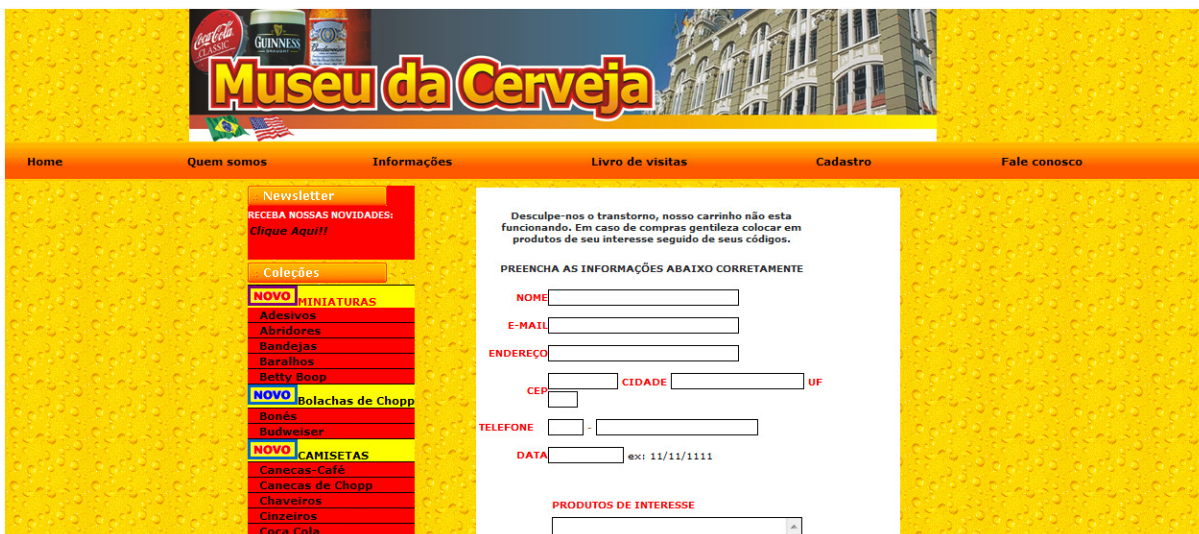 Coca-Cola
CLASSIC
GUINNESS
DRAUGHT
Budweiser
Museu da Cerveja
Home Quem somos Informações Livro de visitas Cadastro Fale conosco
:: Newsletter
RECEBA NOSSAS NOVIDADES:
Clique Aqui!!
:: Coleções
NOVO MINIATURAS
Adesivos
Abridores
Bandejas
Baralhos
Betty Boop
NOVO Bolachas de Chopp
Bonés
Budweiser
NOVO CAMISETAS
Canecas-Café
Canecas de Chopp
Chaveiros
Cinzeiros
Coca Cola
Desculpe-nos o transtorno, nosso carrinho não esta
funcionando. Em caso de compras gentileza colocar em
produtos de seu interesse seguido de seus códigos.
PREENCHA AS INFORMAÇÕES ABAIXO CORRETAMENTE
NOME
E-MAIL
ENDEREÇO
CEP CIDADE UF
TELEFONE -
DATA ex: 11/11/1111
PRODUTOS DE INTERESSE